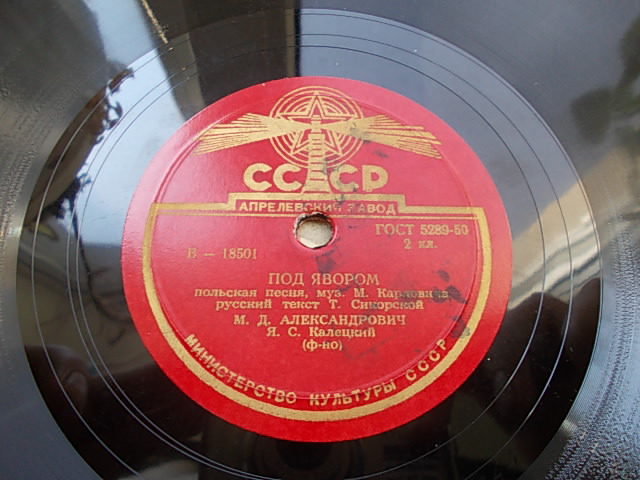 СССР
АПРЕЛЕВСКИЙ ЗАВОД
ГОСТ 5289-50
В — 18501
2 кл.
ПОД ЯВОРОМ
польская песня, муз. М. Карловича
русский текст Т. Сикорской
М. Д. АЛЕКСАНДРОВИЧ
Я. С. Калецкий
(ф-но)
МИНИСТЕРСТВО КУЛЬТУРЫ СССР